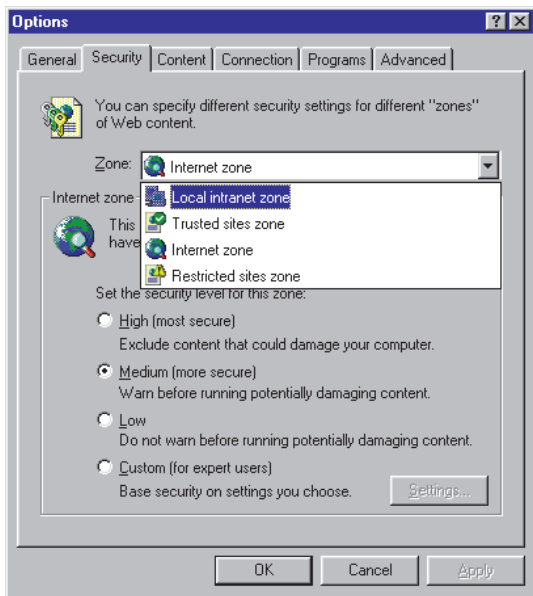 Options
General Security Content Connection Programs Advanced
You can specify different security settings for different "zones"
of Web content.
Zone: Internet zone
Internet zone
Local intranet zone
This
Trusted sites zone
have
Internet zone
Restricted sites zone
Set the security level for this zone:
High (most secure)
Exclude content that could damage your computer.
Medium (more secure)
Warn before running potentially damaging content.
Low
Do not warn before running potentially damaging content.
Custom (for expert users)
Base security on settings you choose. Settings...
OK Cancel Apply